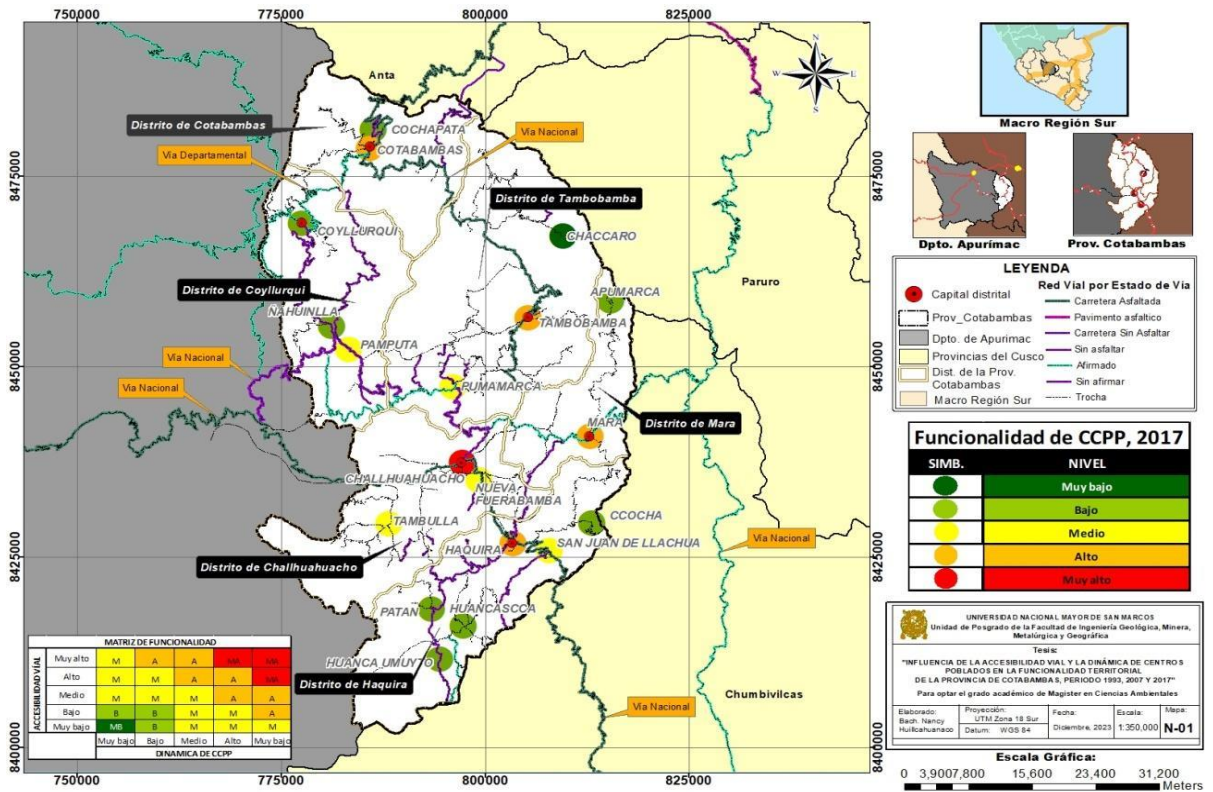 750000 775000 800000 825000
Anta
Distrito de Cotabambas
COCHAPATA
Vía Nacional
COTABAMBAS
Vía Departamental
8475000
8475000
Distrito de Tambobamba
CHACCARO
COYLLURQUI
Distrito de Coyllurqui
APUMARCA
Paruro
ÑAHUINLLA
TAMBOBAMBA
PAMPUTA
Vía Nacional
8450000
8450000
PUMAMARCA
Via Nacional
MARA
Distrito de Mara
CHALLHUAHUACHO
NUEVA
FUERABAMBA
TAMBULLA
CCOCHA
Vía Nacional
SAN JUAN DE LLACHUA
HAQUIRA
8425000
8425000
Distrito de Challhuahuacho
PATAN
HUANCASCCA
HUANCA UMUYTO
Distrito de Haquira
Chumbivilcas
Vía Nacional
8400000
8400000
750000 775000 800000 825000
N
W E
S
MATRIZ DE FUNCIONALIDAD
ACCESIBILIDAD VIAL
Muy alto M A A MA MA
Alto M M A A MA
Medio M M M A A
Bajo B B M M A
Muy bajo MB B M M M
Muy bajo Bajo Medio Alto Muy bajo
DINAMICA DE CCPP
Macro Región Sur
Dpto. Apurímac
Prov. Cotabambas
LEYENDA
Capital distrital
Prov_Cotabambas
Dpto. de Apurimac
Provincias del Cusco
Dist. de la Prov.
Cotabambas
Macro Región Sur
Red Vial por Estado de Vía
Carretera Asfaltada
Pavimento asfaltico
Carretera Sin Asfaltar
Sin asfaltar
Afirmado
Sin afirmar
Trocha
Funcionalidad de CCPP, 2017
SIMB. NIVEL
Muy bajo
Bajo
Medio
Alto
Muy alto
UNIVERSIDAD NACIONAL MAYOR DE SAN MARCOS
Unidad de Posgrado de la Facultad de Ingeniería Geológica, Minera,
Metalúrgica y Geográfica
Tesis:
"INFLUENCIA DE LA ACCESIBILIDAD VIAL Y LA DINÁMICA DE CENTROS
POBLADOS EN LA FUNCIONALIDAD TERRITORIAL
DE LA PROVINCIA DE COTABAMBAS, PERIODO 1993, 2007 Y 2017"
Para optar el grado académico de Magister en Ciencias Ambientales
Elaborado:
Bach. Nancy
Huillcahuanaco
Proyección:
UTM Zona 18 Sur
Datum: WGS 84
Fecha:
Diciembre, 2023
Escala:
1:350,000
Mapa:
N-01
Escala Gráfica:
0 3,900 7,800 15,600 23,400 31,200
Meters